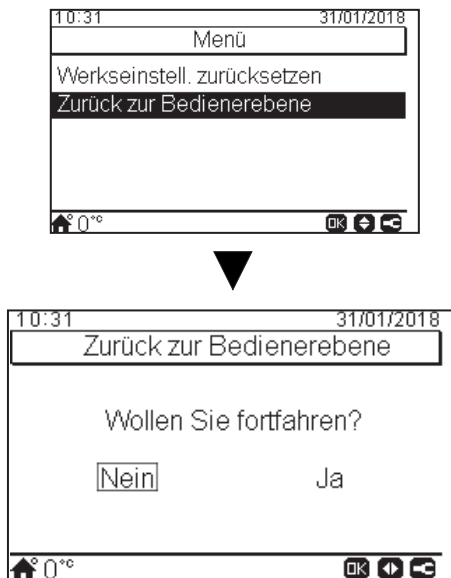 10:31 31/01/2018
Menü
Werkseinstell. zurücksetzen
Zurück zur Bedienerebene
0°C OK
10:31 31/01/2018
Zurück zur Bedienerebene
Wollen Sie fortfahren?
Nein Ja
0°C OK